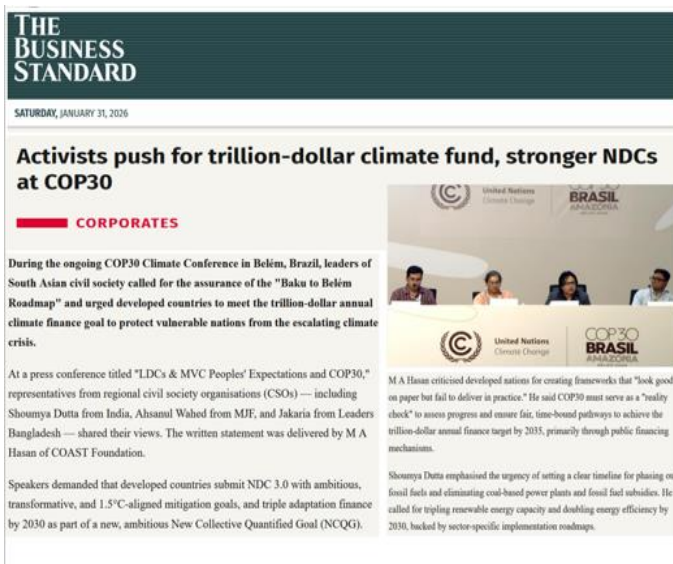 THE
BUSINESS
STANDARD
SATURDAY, JANUARY 31, 2026
Activists push for trillion-dollar climate fund, stronger NDCs
at COP30
CORPORATES
During the ongoing COP30 Climate Conference in Belém, Brazil, leaders of
South Asian civil society called for the assurance of the "Baku to Belém
Roadmap" and urged developed countries to meet the trillion-dollar annual
climate finance goal to protect vulnerable nations from the escalating climate
crisis.
At a press conference titled "LDCs & MVC Peoples' Expectations and COP30,"
representatives from regional civil society organisations (CSOs) — including
Shoumya Dutta from India, Ahsanul Wahed from MJF, and Jakaria from Leaders
Bangladesh — shared their views. The written statement was delivered by M A
Hasan of COAST Foundation.
Speakers demanded that developed countries submit NDC 3.0 with ambitious,
transformative, and 1.5°C-aligned mitigation goals, and triple adaptation finance
by 2030 as part of a new, ambitious New Collective Quantified Goal (NCQG).
United Nations
Climate Change
BRASIL
AMAZONIA
United Nations
Climate Change
COP30
BRASIL
AMAZONIA
M A Hasan criticised developed nations for creating frameworks that "look good
on paper but fail to deliver in practice." He said COP30 must serve as a "reality
check" to assess progress and ensure fair, time-bound pathways to achieve the
trillion-dollar annual finance target by 2035, primarily through public financing
mechanisms.
Shoumya Dutta emphasised the urgency of setting a clear timeline for phasing ou
fossil fuels and eliminating coal-based power plants and fossil fuel subsidies. He
called for tripling renewable energy capacity and doubling energy efficiency by
2030, backed by sector-specific implementation roadmaps.